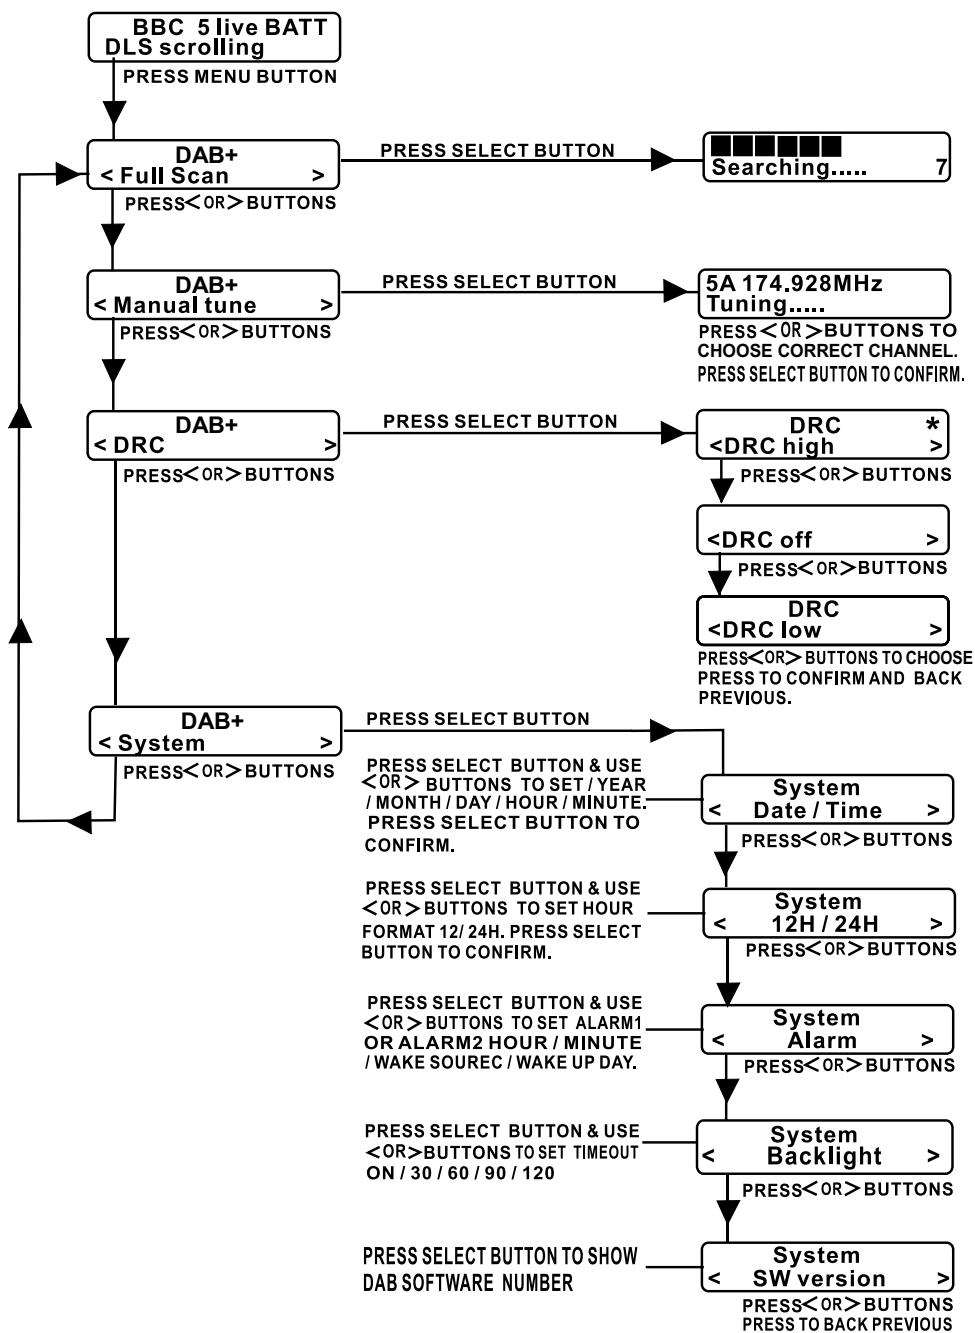 BBC 5 live BATT
DLS scrolling
PRESS MENU BUTTON
DAB+
< Full Scan >
PRESS<OR>BUTTONS
PRESS SELECT BUTTON
Searching..... 7
DAB+
< Manual tune >
PRESS<OR>BUTTONS
PRESS SELECT BUTTON
5A 174.928MHz
Tuning.....
PRESS <OR>BUTTONS TO
CHOOSE CORRECT CHANNEL.
PRESS SELECT BUTTON TO CONFIRM.
DAB+
< DRC >
PRESS<OR>BUTTONS
PRESS SELECT BUTTON
DRC *
<DRC high >
PRESS<OR>BUTTONS
<DRC off >
PRESS<OR>BUTTONS
DRC
<DRC low >
PRESS<OR> BUTTONS TO CHOOSE
PRESS TO CONFIRM AND BACK
PREVIOUS.
DAB+
< System >
PRESS<OR>BUTTONS
PRESS SELECT BUTTON
PRESS SELECT BUTTON & USE
<OR> BUTTONS TO SET / YEAR
/ MONTH / DAY / HOUR / MINUTE.
PRESS SELECT BUTTON TO
CONFIRM.
System
< Date / Time >
PRESS<OR>BUTTONS
PRESS SELECT BUTTON & USE
<OR>BUTTONS TO SET HOUR
FORMAT 12/ 24H. PRESS SELECT
BUTTON TO CONFIRM.
System
< 12H / 24H >
PRESS<OR>BUTTONS
PRESS SELECT BUTTON & USE
<OR>BUTTONS TO SET ALARM1
OR ALARM2 HOUR / MINUTE
/ WAKE SOUREC / WAKE UP DAY.
System
< Alarm >
PRESS<OR>BUTTONS
PRESS SELECT BUTTON & USE
<OR>BUTTONS TO SET TIMEOUT
ON / 30 / 60 / 90 / 120
System
< Backlight >
PRESS<OR>BUTTONS
PRESS SELECT BUTTON TO SHOW
DAB SOFTWARE NUMBER
System
< SW version >
PRESS<OR>BUTTONS
PRESS TO BACK PREVIOUS